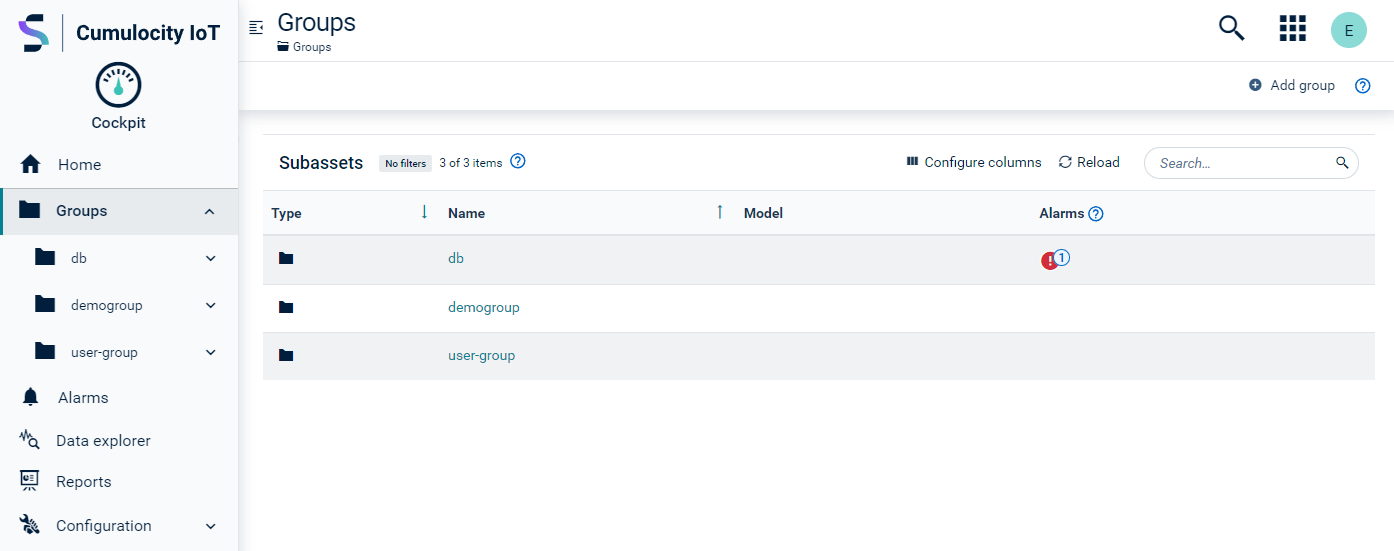 Cumulocity IoT
Cockpit
Home
Groups
db
demogroup
user-group
Alarms
Data explorer
Reports
Configuration
Groups
Groups
E
Add group ?
Subassets No filters 3 of 3 items ?
Configure columns Reload Search...
Type ↓ Name ↑ Model Alarms ?
db ! 1
demogroup
user-group